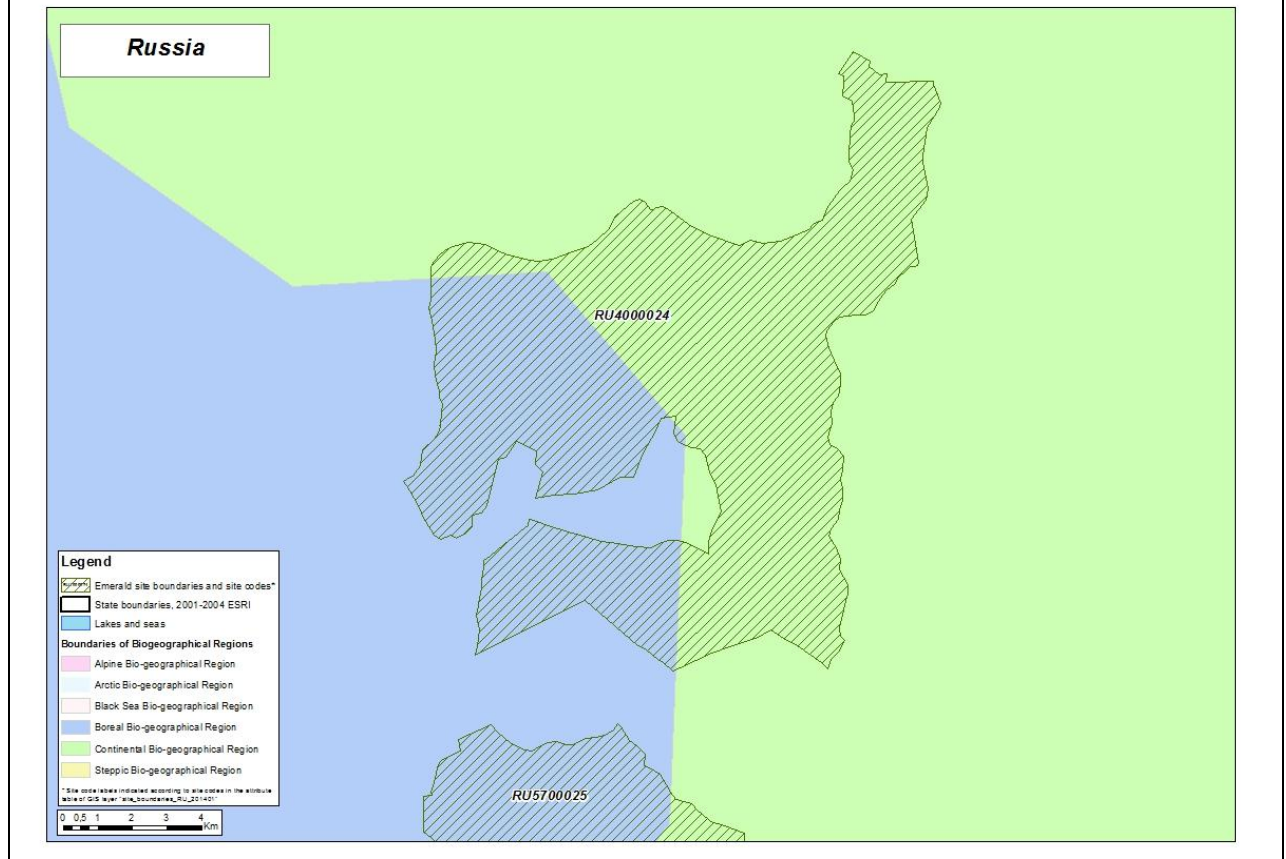 Russia
RU4000024
RU5700025
Legend
Emerald site boundaries and site codes*
State boundaries, 2001-2004 ESRI
Lakes and seas
Boundaries of Biogeographical Regions
Alpine Bio-geographical Region
Arctic Bio-geographical Region
Black Sea Bio-geographical Region
Boreal Bio-geographical Region
Continental Bio-geographical Region
Steppic Bio-geographical Region
*Site code labels indicated according to site codes in the attribute
table of GIS layer "site_boundaries_RU_201401"
0 0,5 1 2 3 4
Km